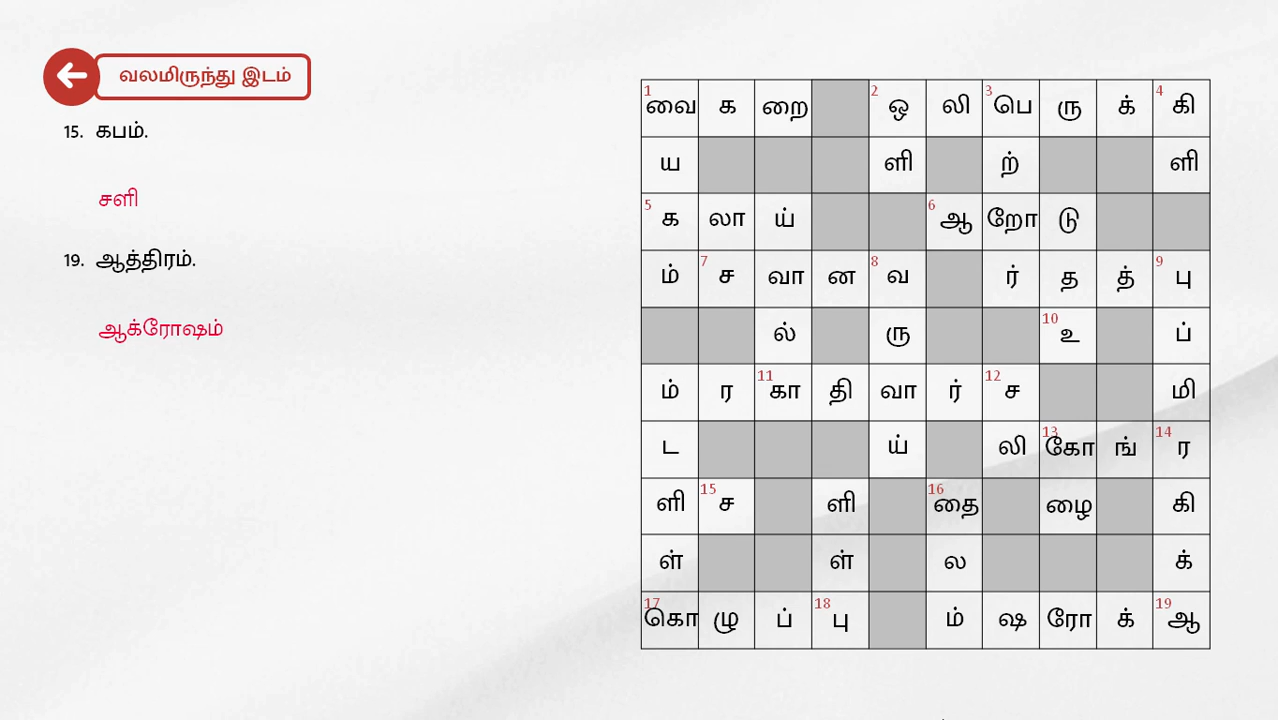 வலமிருந்து இடம்
15. கபம்.
சளி
19. ஆத்திரம்.
ஆக்ரோஷம்
1 வை க றை 2 ஒ லி 3 பெ ரு க் 4 கி
ய ளி ற் ளி
5 க லா ய் 6 ஆ றோ டு
ம் 7 ச வா ன 8 வ ர் த த் 9 பு
ல் ரு 10 உ ப்
ம் ர 11 கா தி வா ர் 12 ச மி
ட ய் லி 13 கோ ங் 14 ர
ளி 15 ச ளி 16 தை ழை கி
ள் ள் ல க்
17 கொ ழு ப் 18 பு ம் ஷ ரோ க் 19 ஆ